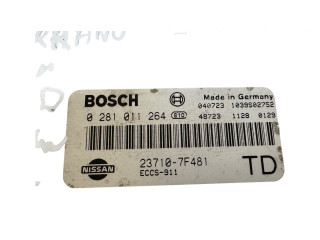 BOSCH
Made in Germany
040723 1039S02752
0 281 011 264 810
48723 1128 0129
NISSAN
23710-7F481
ECCS-911
TD